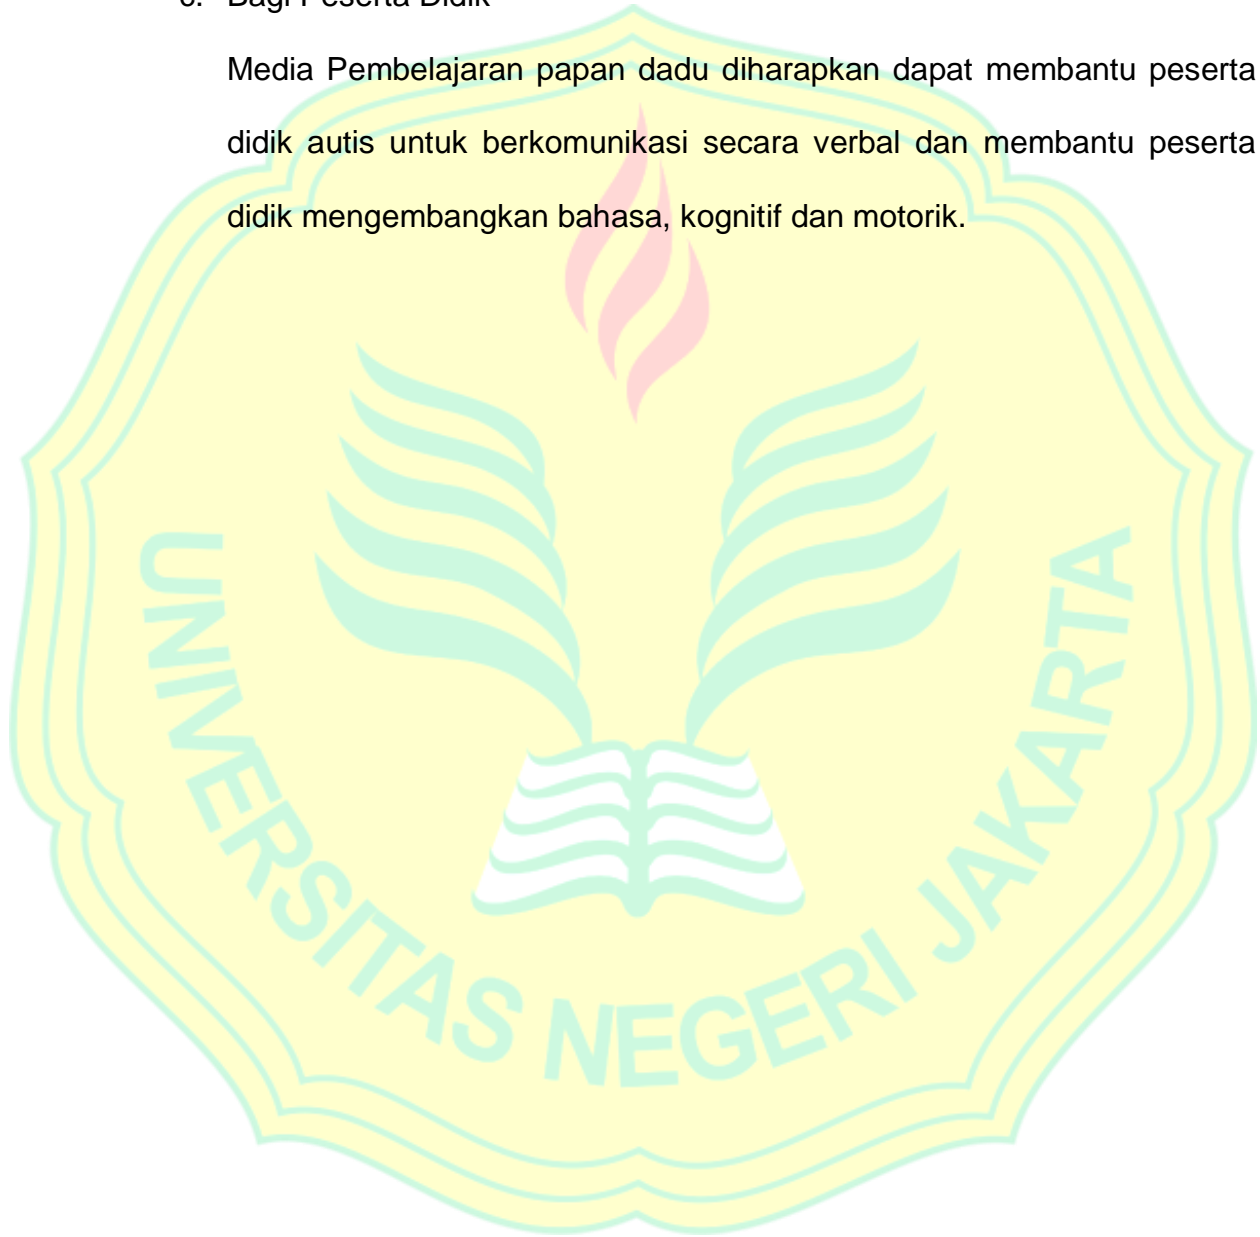 Bagi Peserta Didik
Media Pembelajaran papan dadu diharapkan dapat membantu peserta
didik autis untuk berkomunikasi secara verbal dan membantu peserta
didik mengembangkan bahasa, kognitif dan motorik.
UNIVERSITAS NEGERI JAKARTA